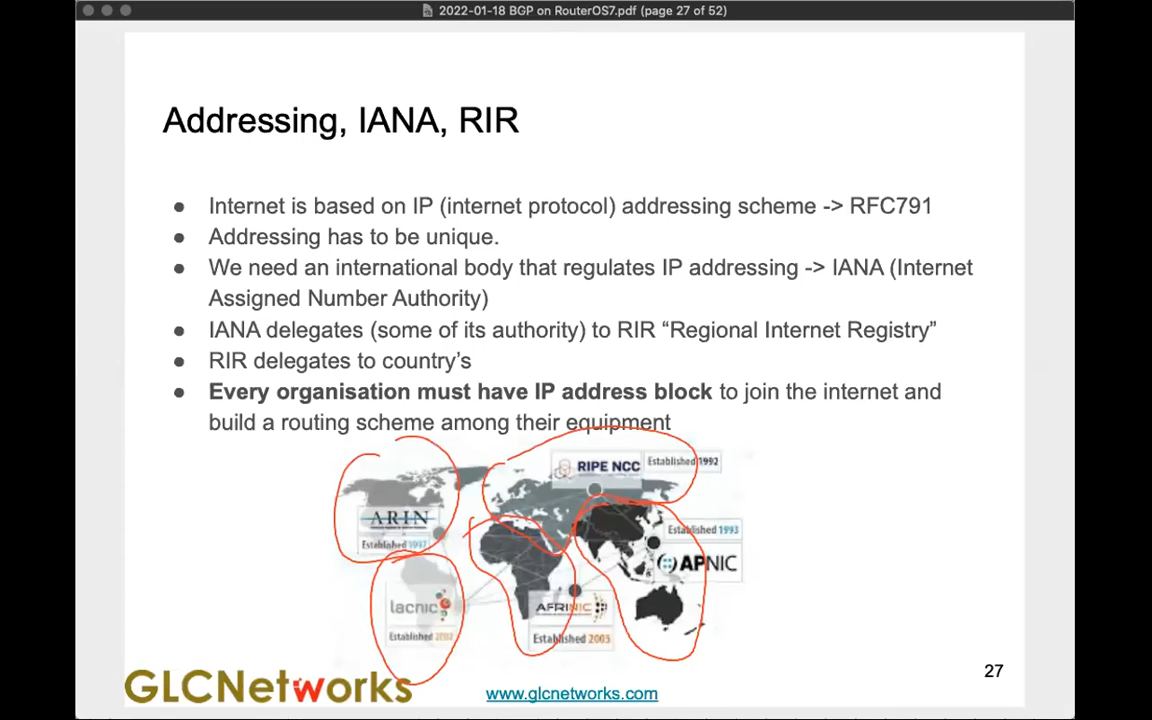 2022-01-18 BGP on RouterOS7.pdf (page 27 of 52)
Addressing, IANA, RIR
● Internet is based on IP (internet protocol) addressing scheme -> RFC791
● Addressing has to be unique.
● We need an international body that regulates IP addressing -> IANA (Internet
Assigned Number Authority)
● IANA delegates (some of its authority) to RIR “Regional Internet Registry”
● RIR delegates to country’s
● Every organisation must have IP address block to join the internet and
build a routing scheme among their equipment
RIPE NCC
Established 1992
ARIN
Established 1997
Established 1993
APNIC
lacnic
Established 2002
AFRINIC
Established 2005
27
GLCNetworks
www.glcnetworks.com